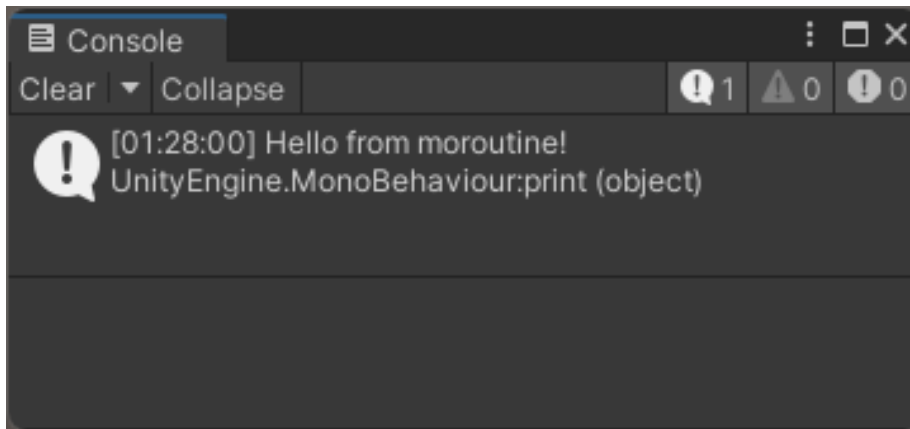 Console
Clear Collapse 1 0 0
[01:28:00] Hello from moroutine!
UnityEngine.MonoBehaviour:print (object)